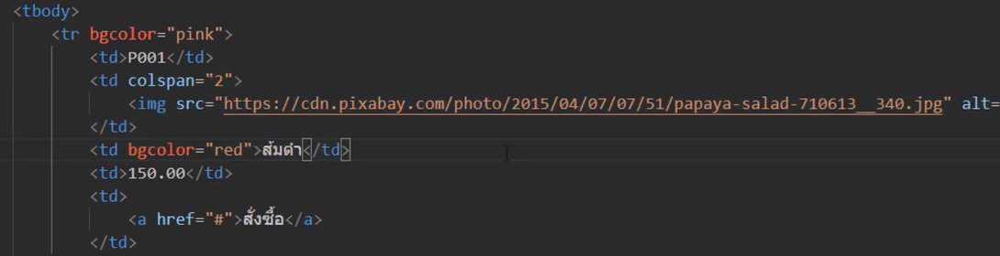 <tbody>
<tr bgcolor="pink">
<td>P001</td>
<td colspan="2">
<img src="https://cdn.pixabay.com/photo/2015/04/07/07/51/papaya-salad-710613__340.jpg" alt=
</td>
<td bgcolor="red">ส้มตำ</td>
<td>150.00</td>
<td>
<a href="#">สั่งซื้อ</a>
</td>